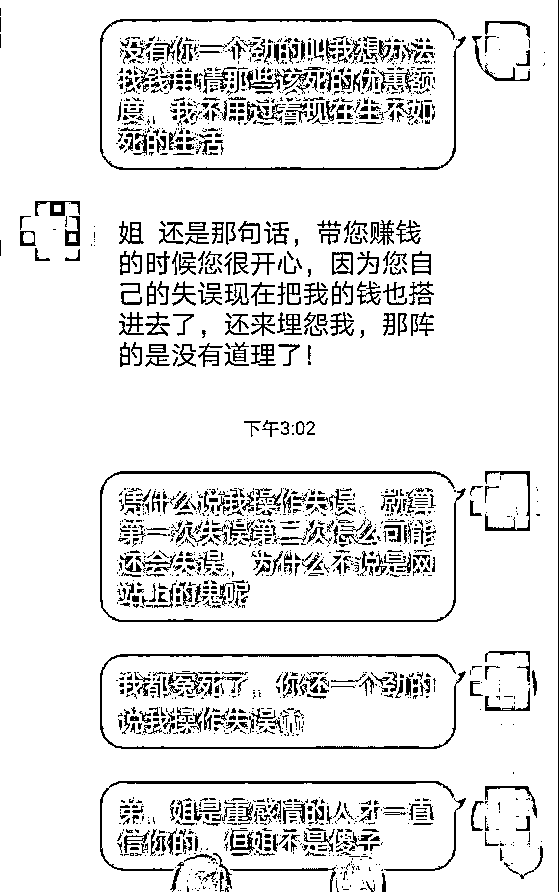 没有你一个劲的叫我想办法
找钱申请那些该死的优惠额
度，我不用过着现在生不如
死的生活
姐 还是那句话，带您赚钱
的时候您很开心，因为您自
己的失误现在把我的钱也搭
进去了，还来埋怨我，那阵
的是没有道理了！
下午3:02
凭什么说我操作失误，就算
第一次失误第二次怎么可能
还会失误，为什么不说是网
站上的鬼呢
我都冤死了，你还一个劲的
说我操作失误
弟，姐是重感情的人才一直
信你的，但姐不是傻子